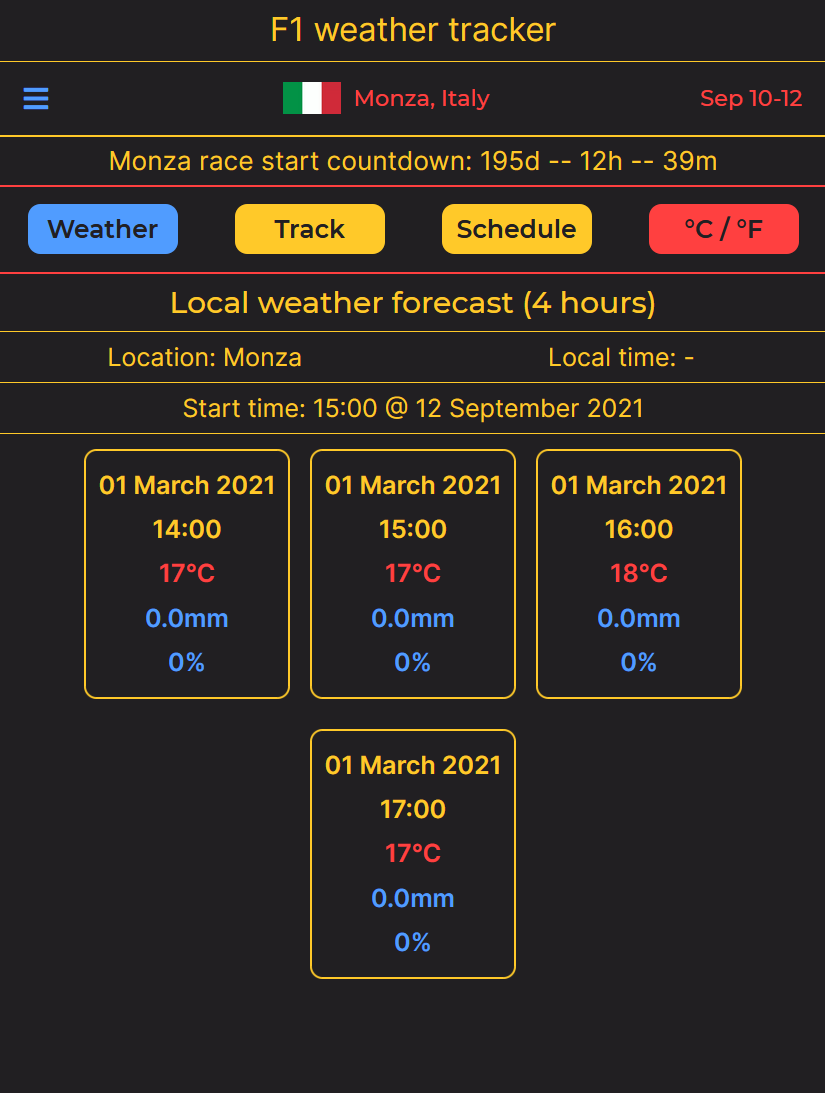 F1 weather tracker
Monza, Italy
Sep 10-12
Monza race start countdown: 195d -- 12h -- 39m
Weather
Track
Schedule
°C / °F
Local weather forecast (4 hours)
Location: Monza
Local time: -
Start time: 15:00 @ 12 September 2021
01 March 2021
14:00
17°C
0.0mm
0%
01 March 2021
15:00
17°C
0.0mm
0%
01 March 2021
16:00
18°C
0.0mm
0%
01 March 2021
17:00
17°C
0.0mm
0%